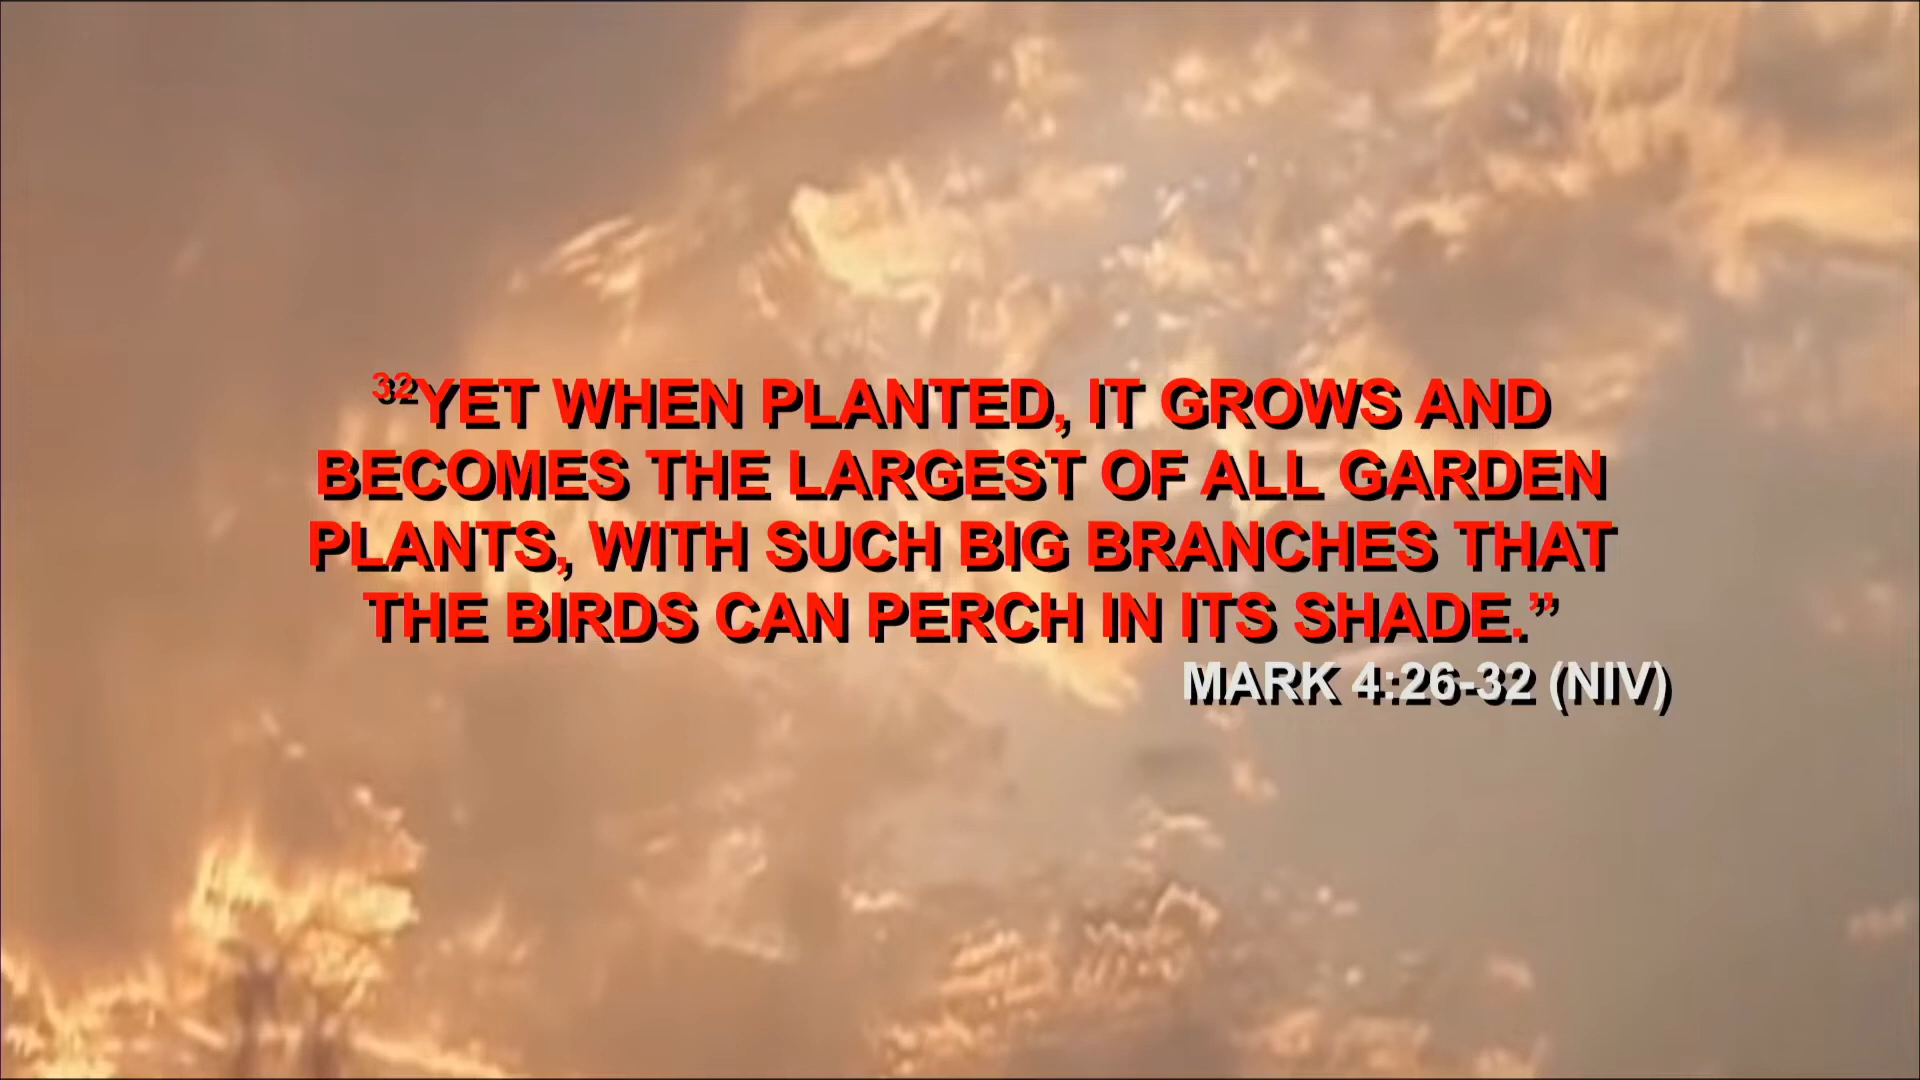 32YET WHEN PLANTED, IT GROWS AND
BECOMES THE LARGEST OF ALL GARDEN
PLANTS, WITH SUCH BIG BRANCHES THAT
THE BIRDS CAN PERCH IN ITS SHADE.”
MARK 4:26-32 (NIV)